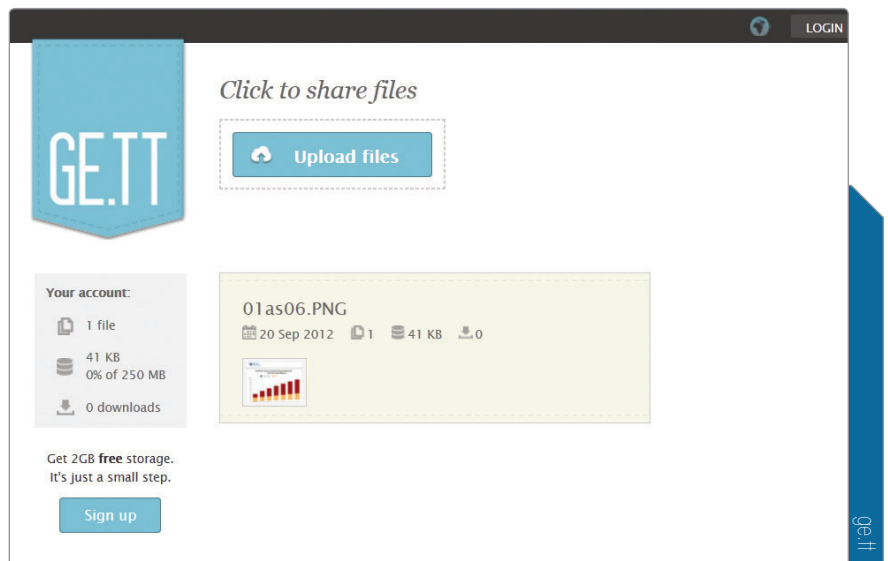 LOGIN
GE.TT
Click to share files
Upload files
Your account:
1 file
41 KB
0% of 250 MB
0 downloads
01as06.PNG
20 Sep 2012 1 41 KB 0
Get 2GB free storage.
It's just a small step.
Sign up
ge.tt